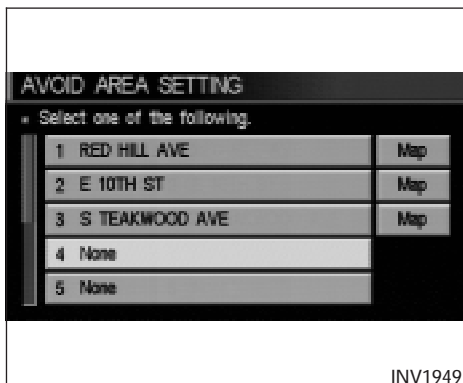 AVOID AREA SETTING
Select one of the following.
1 RED HILL AVE Map
2 E 10TH ST Map
3 S TEAKWOOD AVE Map
4 None
5 None
INV1949